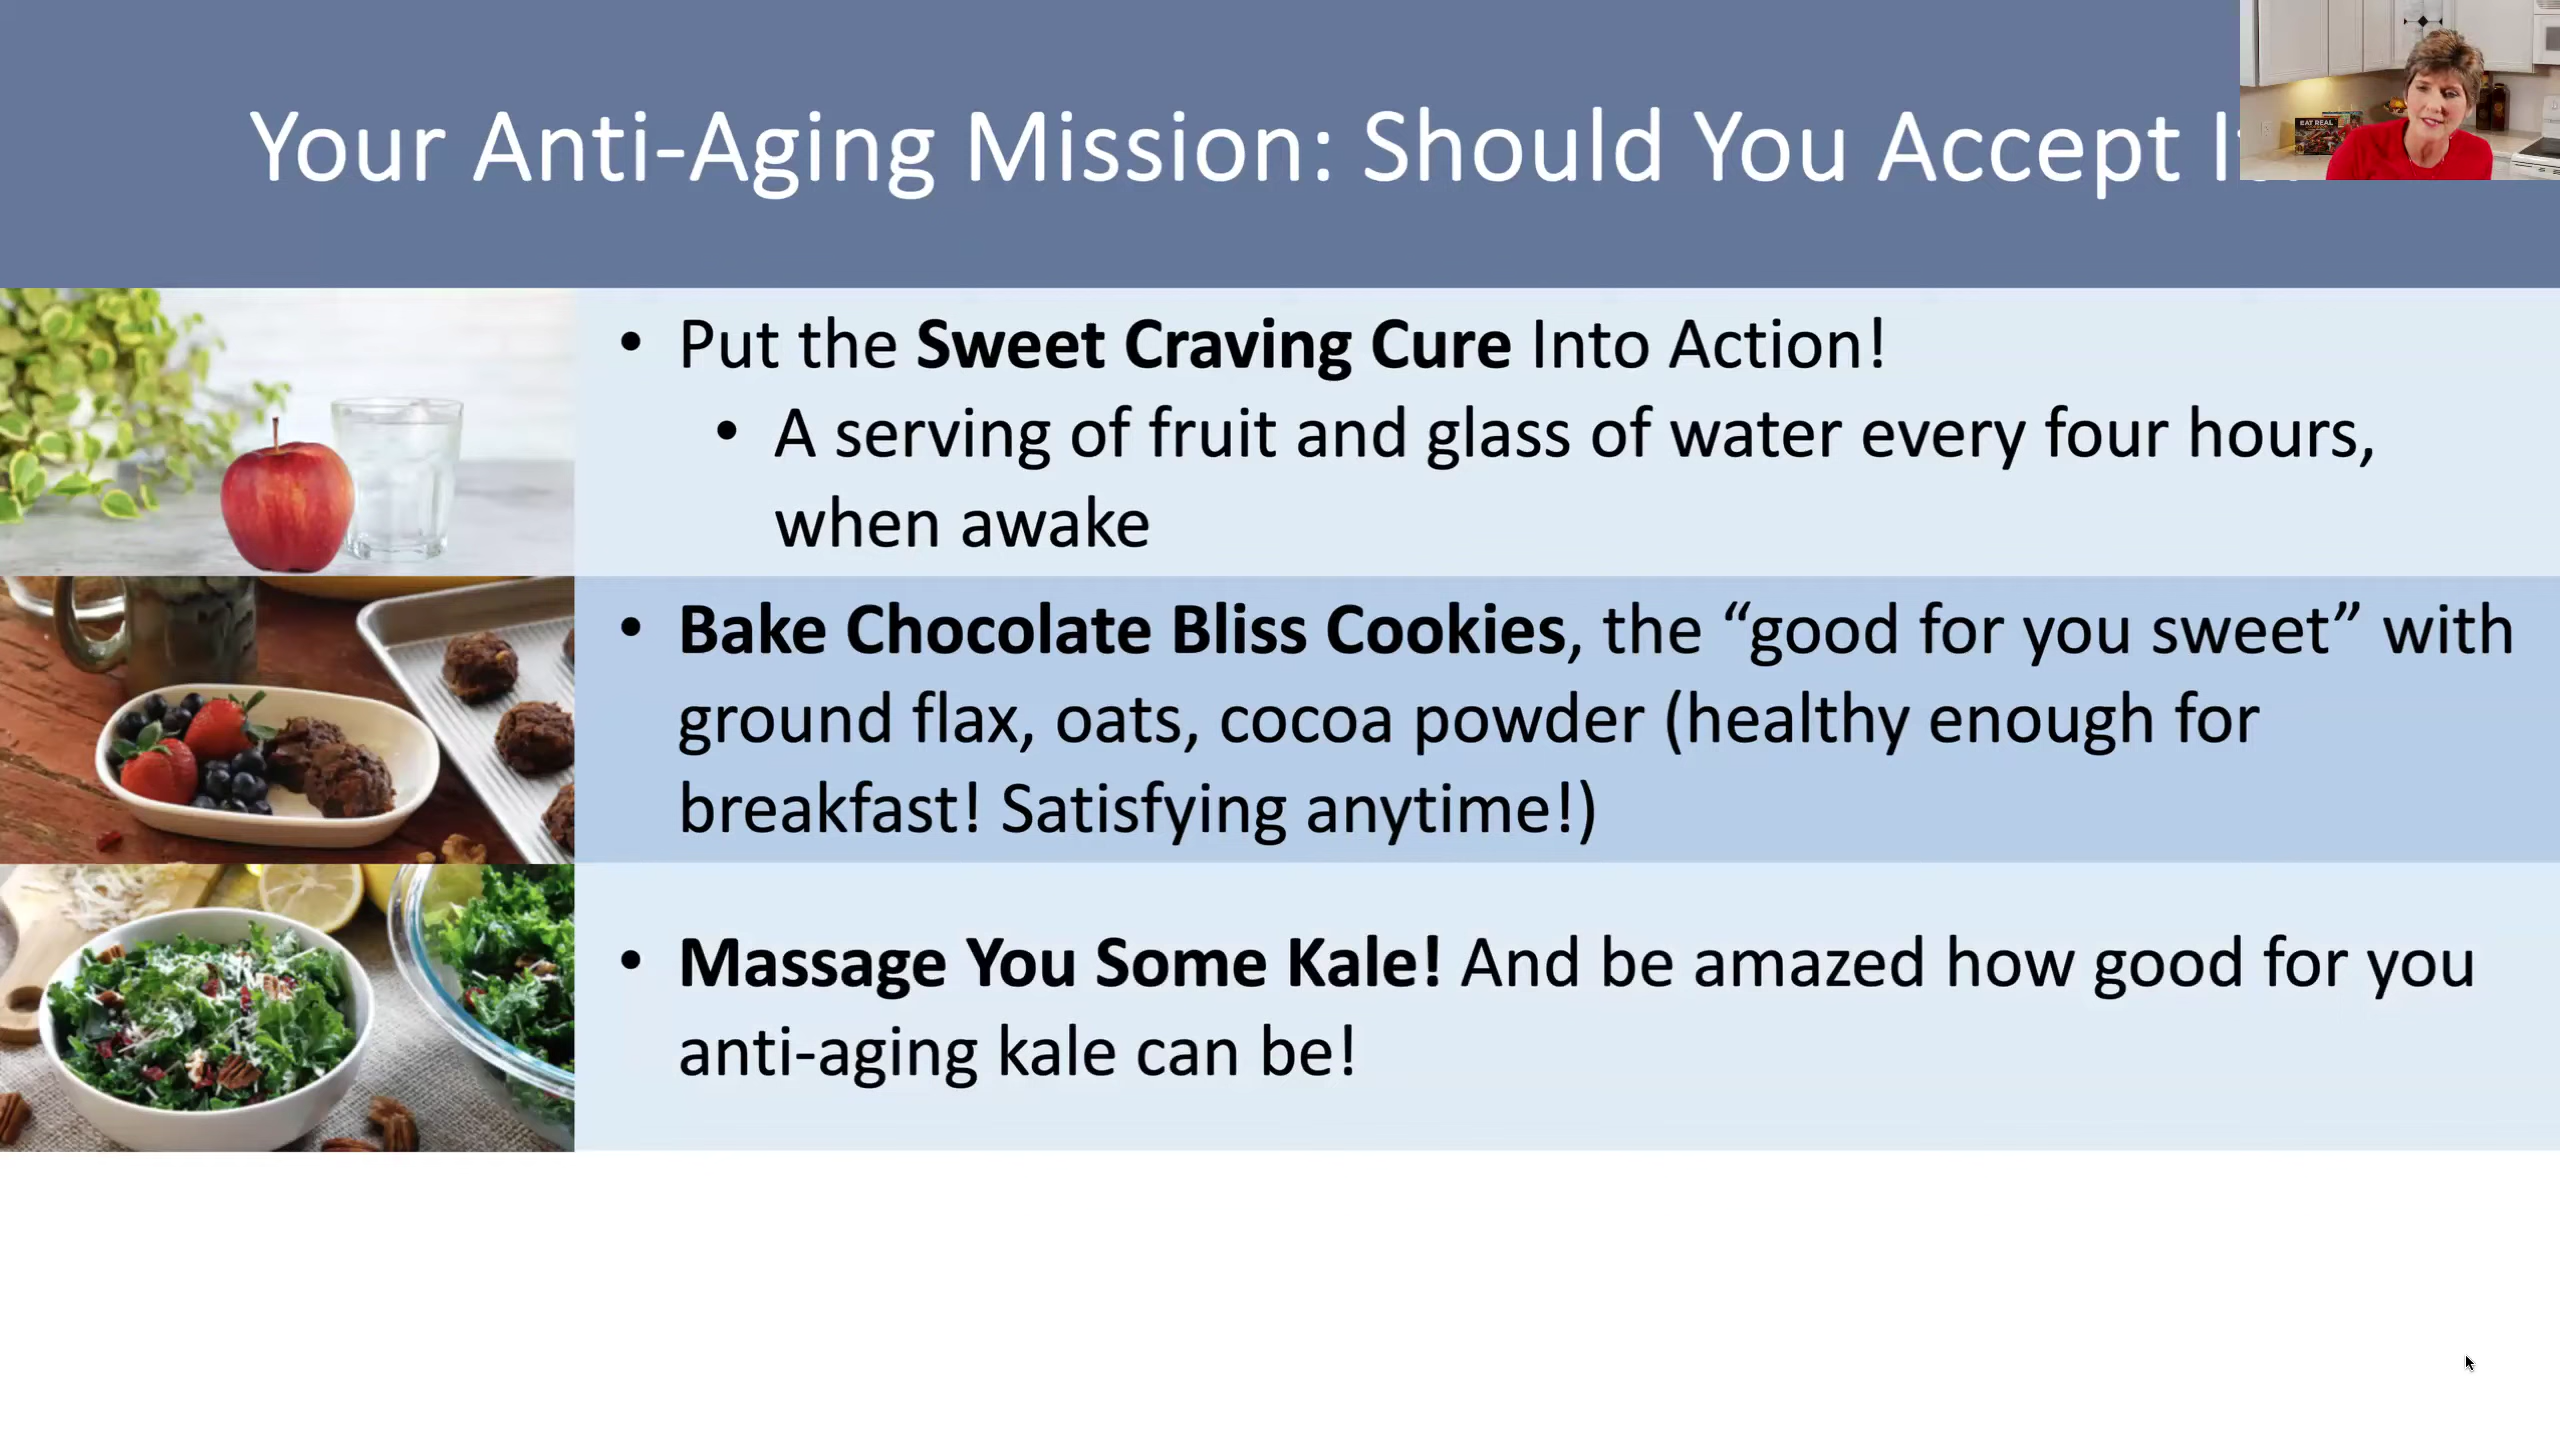 Your Anti-Aging Mission: Should You Accept
EAT REAL
• Put the Sweet Craving Cure Into Action!
• A serving of fruit and glass of water every four hours,
when awake
• Bake Chocolate Bliss Cookies, the “good for you sweet” with
ground flax, oats, cocoa powder (healthy enough for
breakfast! Satisfying anytime!)
• Massage You Some Kale! And be amazed how good for you
anti-aging kale can be!